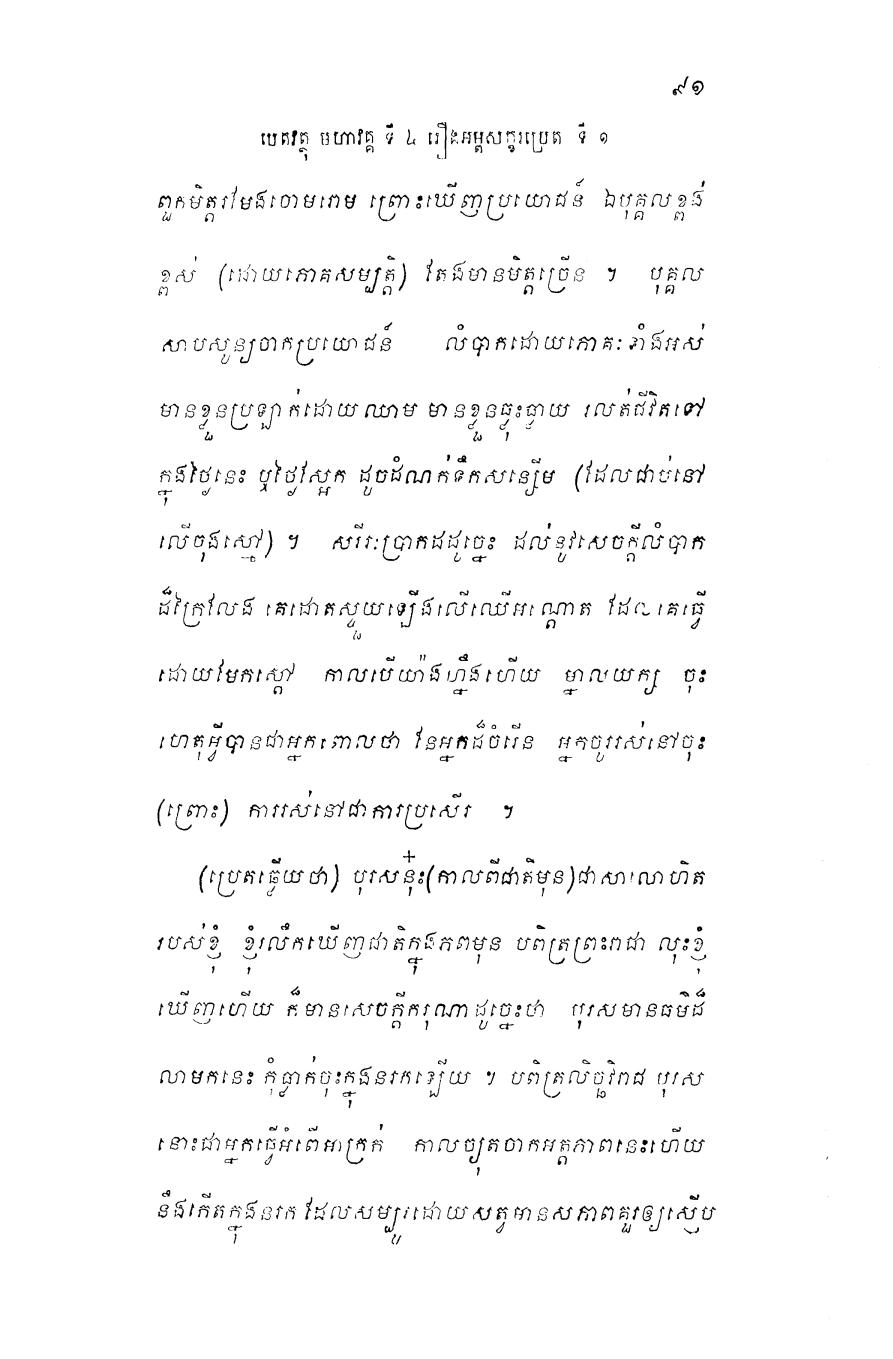 ៩១
បេតវត្ថុ មហាវគ្គ ទី ៤ រឿងអម្ពសក្ខរប្រេត ទី ១
ពួកមិត្តរមែងចោមរោម ព្រោះឃើញប្រយោជន៍ ឯបុគ្គលខ្ពង់
ខ្ពស់ (ដោយភោគសម្បត្តិ) តែងមានមិត្តច្រើន ។ បុគ្គល
សាបសូន្យចាកប្រយោជន៍ លំបាកដោយភោគៈទាំងអស់
មានខ្លួនប្រឡាក់ដោយឈាម មានខ្លួនធ្លុះធ្លាយ រលត់ជីវិតទៅ
ក្នុងថ្ងៃនេះ ឬថ្ងៃស្អែក ដូចដំណក់ទឹកសន្សើម (ដែលជាប់នៅ
លើចុងស្មៅ) ។ សរីរៈប្រាកដដូច្នេះ ដល់នូវសេចក្តីលំបាក
ដ៏ក្រៃលែង គេដោតស្ទួយឡើងលើឈើអណ្តោត ដែលគេធ្វើ
ដោយមែកស្តៅ កាលបើយ៉ាងហ្នឹងហើយ ម្នាលយក្ស ចុះ
ហេតុអ្វីបានជាអ្នកពោលថា នែអ្នកដ៏ចំរើន អ្នកចូររស់នៅចុះ
(ព្រោះ) ការរស់នៅជាការប្រសើរ ។
(ប្រេតឆ្លើយថា) បុរសនុ៎ះ(កាលពីជាតិមុន)ជាសាលោហិត
របស់ខ្ញុំ ខ្ញុំរលឹកឃើញជាតិក្នុងភពមុន បពិត្រព្រះរាជា លុះខ្ញុំ
ឃើញហើយ ក៏មានសេចក្តីករុណាដូច្នេះថា បុរសមានធម៌ដ៏
លាមកនេះ កុំធ្លាក់ចុះក្នុងនរកឡើយ ។ បពិត្រលិច្ឆវិរាជ បុរស
នោះជាអ្នកធ្វើអំពើអាក្រក់ កាលច្យុតចាកអត្តភាពនេះហើយ
នឹងកើតក្នុងនរក ដែលសម្បូរដោយសត្វមានសភាពគួរឲ្យស្ញើប